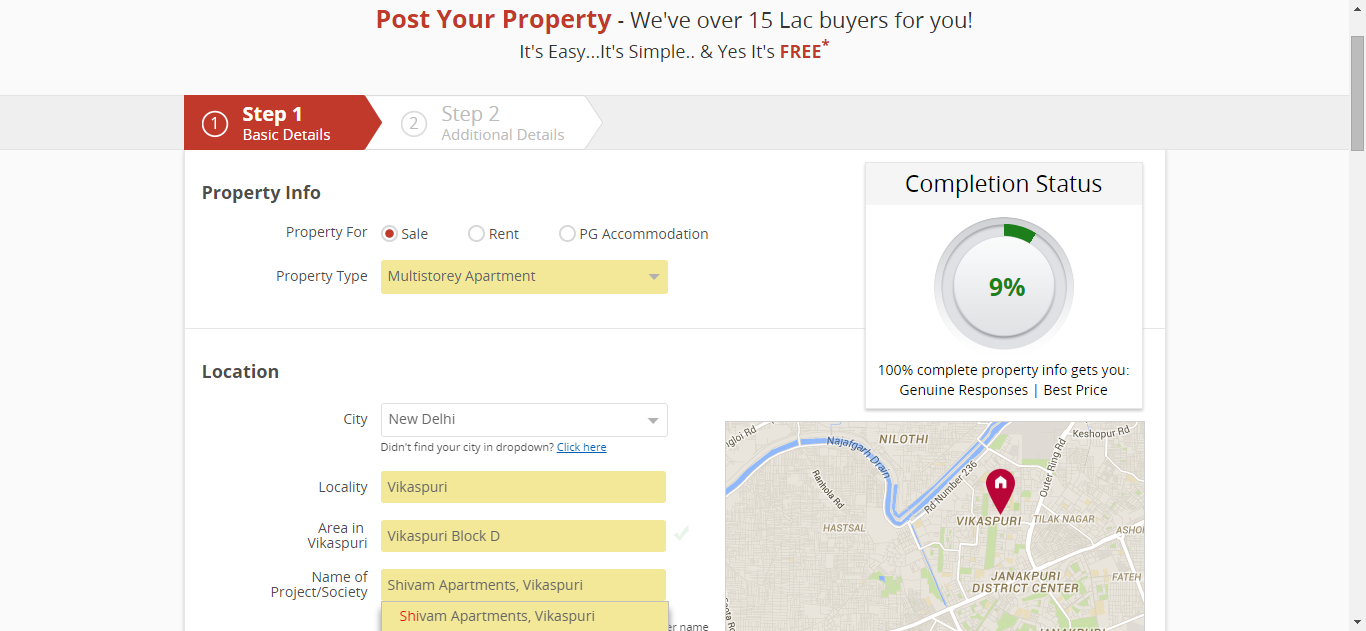 Post Your Property - We've over 15 Lac buyers for you!
It's Easy...It's Simple.. & Yes It's FREE*
1
Step 1
Basic Details
2
Step 2
Additional Details
Property Info
Property For
Sale
Rent
PG Accommodation
Property Type
Multistorey Apartment
Completion Status
9%
100% complete property info gets you:
Genuine Responses | Best Price
Location
City
New Delhi
Didn't find your city in dropdown? Click here
Locality
Vikaspuri
Area in
Vikaspuri
Vikaspuri Block D
Name of
Project/Society
Shivam Apartments, Vikaspuri
Shivam Apartments, Vikaspuri
er name
ngloi Rd
Najafgarh Drain
NILOTHI
Keshopur Rd
Outer Ring Rd
Ranhola Rd
Rd Number 236
HASTSAL
VIKASPURI
TILAK NAGAR
ASHO
JANAKPURI
DISTRICT CENTER
FATEH
JANAKPURI